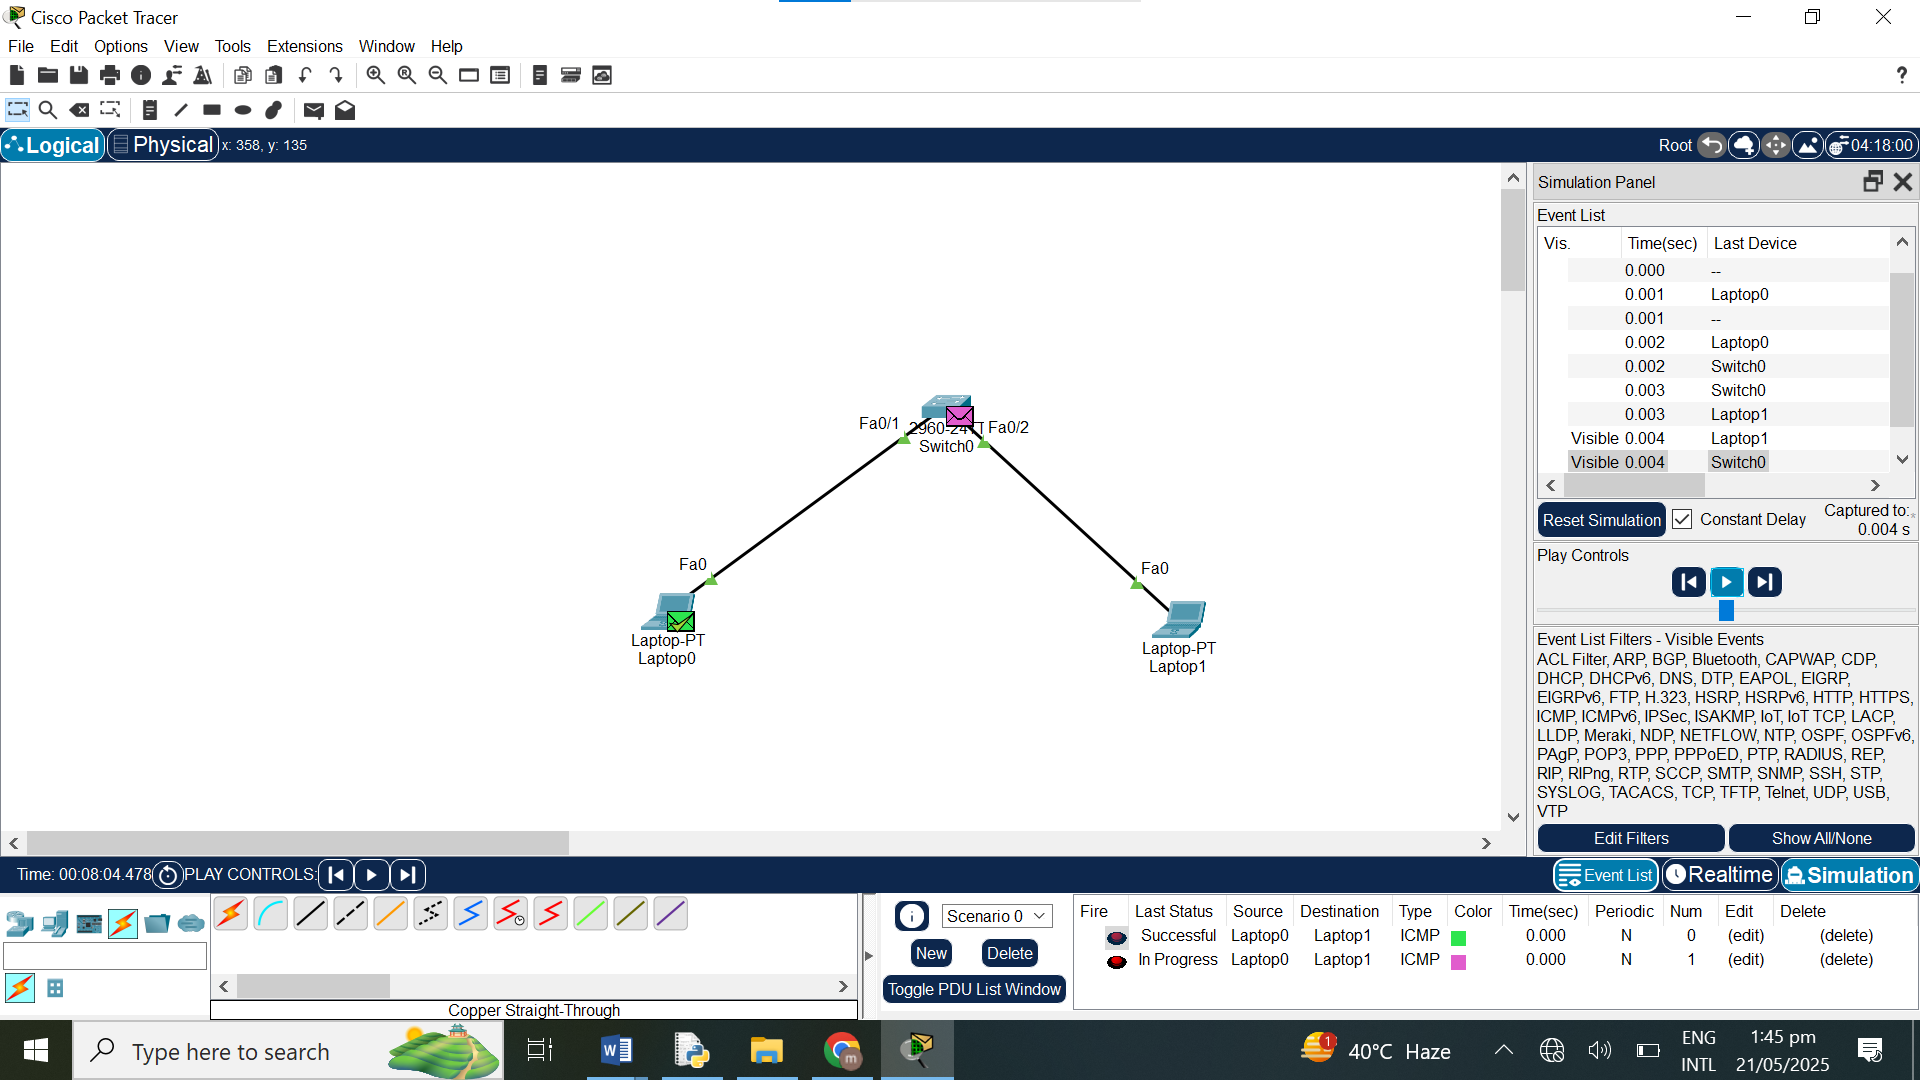 Cisco Packet Tracer
File Edit Options View Tools Extensions Window Help
?
Logical Physical x: 358, y: 135 Root 04:18:00
Simulation Panel
Event List
Vis. Time(sec) Last Device
0.000 --
0.001 Laptop0
0.001 --
0.002 Laptop0
0.002 Switch0
0.003 Switch0
0.003 Laptop1
Visible 0.004 Laptop1
Visible 0.004 Switch0
Reset Simulation Constant Delay Captured to:
0.004 s
Play Controls
Event List Filters - Visible Events
ACL Filter, ARP, BGP, Bluetooth, CAPWAP, CDP,
DHCP, DHCPv6, DNS, DTP, EAPOL, EIGRP,
EIGRPv6, FTP, H.323, HSRP, HSRPv6, HTTP, HTTPS,
ICMP, ICMPv6, IPSec, ISAKMP, IoT, IoT TCP, LACP,
LLDP, Meraki, NDP, NETFLOW, NTP, OSPF, OSPFv6,
PAgP, POP3, PPP, PPPoED, PTP, RADIUS, REP,
RIP, RIPng, RTP, SCCP, SMTP, SNMP, SSH, STP,
SYSLOG, TACACS, TCP, TFTP, Telnet, UDP, USB,
VTP
Edit Filters Show All/None
Fa0/1 Fa0/2
Switch0
Fa0
Laptop-PT
Laptop0
Fa0
Laptop-PT
Laptop1
Time: 00:08:04.478 PLAY CONTROLS: Event List Realtime Simulation
Copper Straight-Through
Scenario 0
New Delete
Toggle PDU List Window
Fire Last Status Source Destination Type Color Time(sec) Periodic Num Edit Delete
Successful Laptop0 Laptop1 ICMP 0.000 N 0 (edit) (delete)
In Progress Laptop0 Laptop1 ICMP 0.000 N 1 (edit) (delete)
Type here to search
1 40°C Haze
ENG
INTL
1:45 pm
21/05/2025